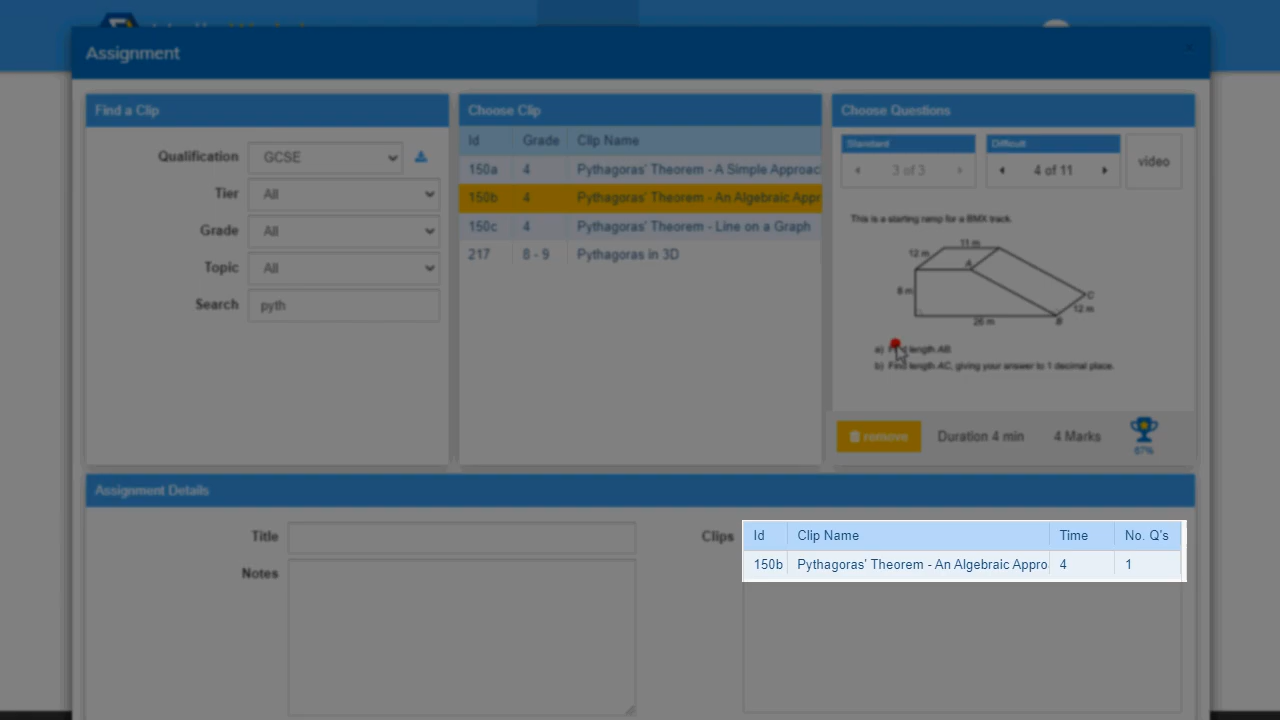 Assignment
Find a Clip
Qualification GCSE
Tier All
Grade All
Topic All
Search pyth
Choose Clip
Id Grade Clip Name
150a 4 Pythagoras' Theorem - A Simple Approac
150b 4 Pythagoras' Theorem - An Algebraic Appr
150c 4 Pythagoras' Theorem - Line on a Graph
217 8 - 9 Pythagoras in 3D
Choose Questions
Standard Difficult
3 of 3 4 of 11 video
This is a starting ramp for a BMX track.
11 m
12 m
A
8 m
C
12 m
26 m B
a) Find length AB.
b) Find length AC, giving your answer to 1 decimal place.
remove Duration 4 min 4 Marks
67%
Assignment Details
Title
Notes
Clips
Id Clip Name Time No. Q's
150b Pythagoras' Theorem - An Algebraic Appro 4 1